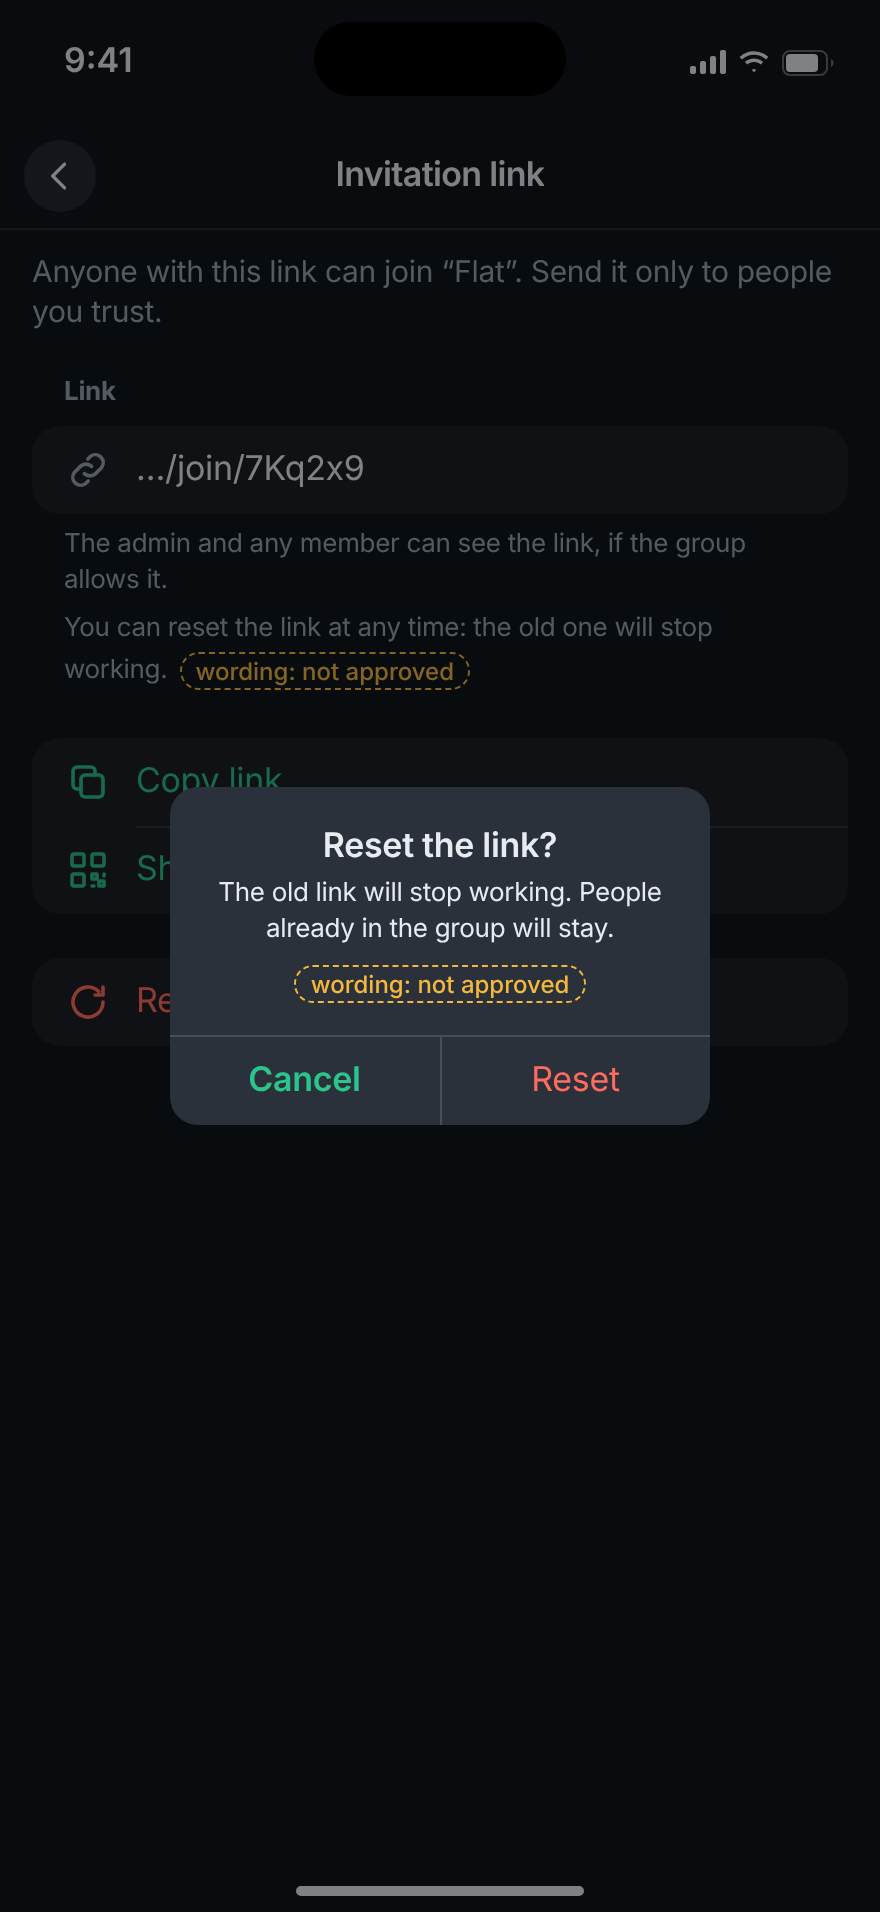 9:41
Invitation link
Anyone with this link can join “Flat”. Send it only to people
you trust.
Link
.../join/7Kq2x9
The admin and any member can see the link, if the group
allows it.
You can reset the link at any time: the old one will stop
working. wording: not approved
Copy link
Reset the link?
The old link will stop working. People
already in the group will stay.
wording: not approved
Cancel
Reset